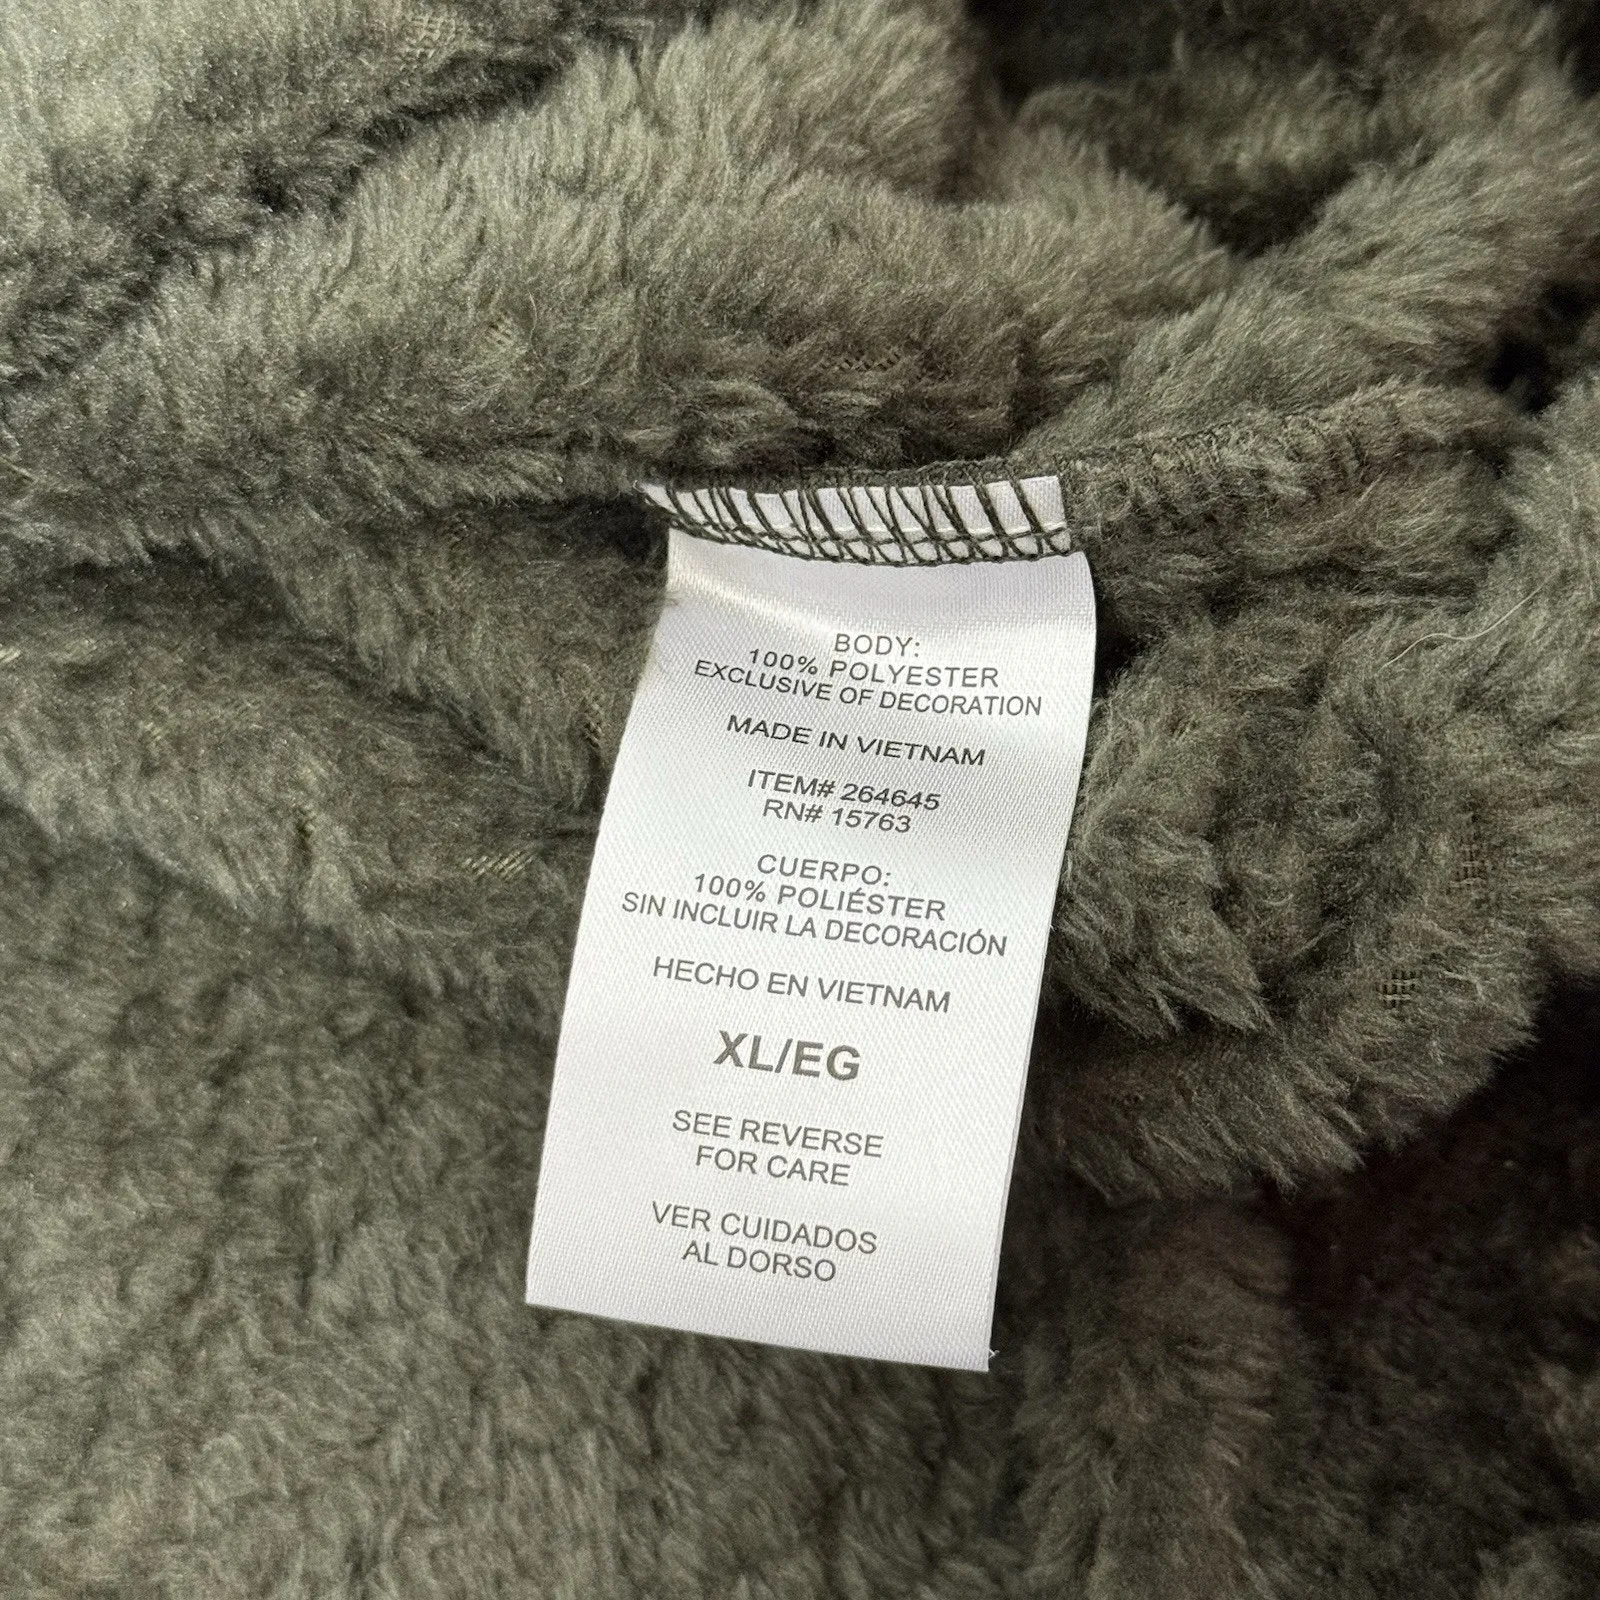 BODY:
100% POLYESTER
EXCLUSIVE OF DECORATION
MADE IN VIETNAM
ITEM# 264645
RN# 15763
CUERPO:
100% POLIÉSTER
SIN INCLUIR LA DECORACIÓN
HECHO EN VIETNAM
XL/EG
SEE REVERSE
FOR CARE
VER CUIDADOS
AL DORSO